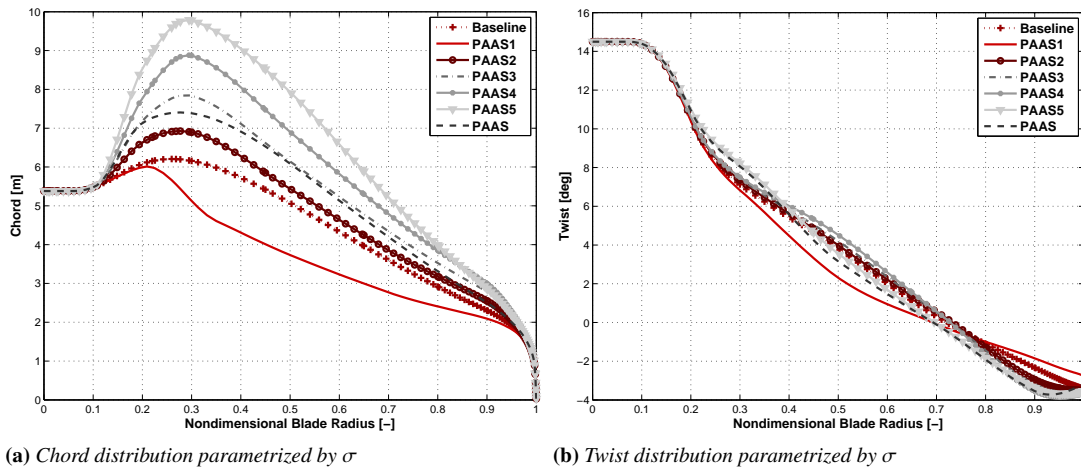 10
9
8
7
6
5
4
3
2
1
0
Chord [m]
0 0.1 0.2 0.3 0.4 0.5 0.6 0.7 0.8 0.9 1
Nondimensional Blade Radius [−]
Baseline
PAAS1
PAAS2
PAAS3
PAAS4
PAAS5
PAAS
(a) Chord distribution parametrized by σ
16
14
12
10
8
6
4
2
0
−2
−4
Twist [deg]
0 0.1 0.2 0.3 0.4 0.5 0.6 0.7 0.8 0.9
Nondimensional Blade Radius [−]
Baseline
PAAS1
PAAS2
PAAS3
PAAS4
PAAS5
PAAS
(b) Twist distribution parametrized by σ